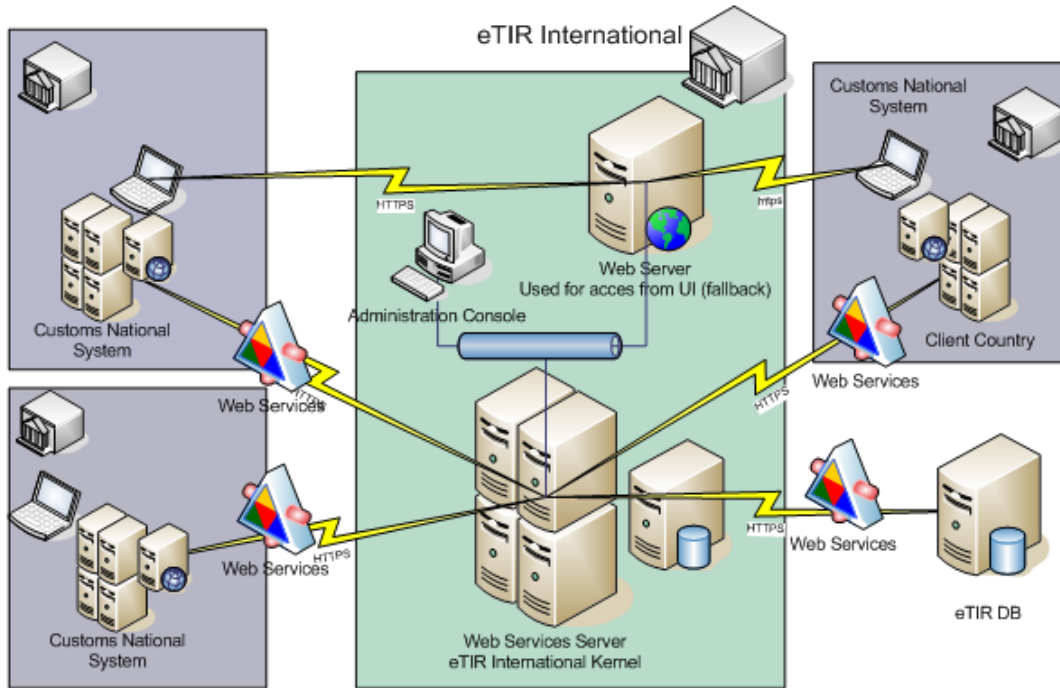 eTIR International
Customs National
System
HTTPS
https
Web Server
Used for acces from UI (fallback)
Administration Console
Customs National
System
Client Country
HTTPS
Web Services
HTTPS
Web Services
HTTPS
Web Services
HTTPS
Web Services
Customs National
System
Web Services Server
eTIR International Kernel
eTIR DB